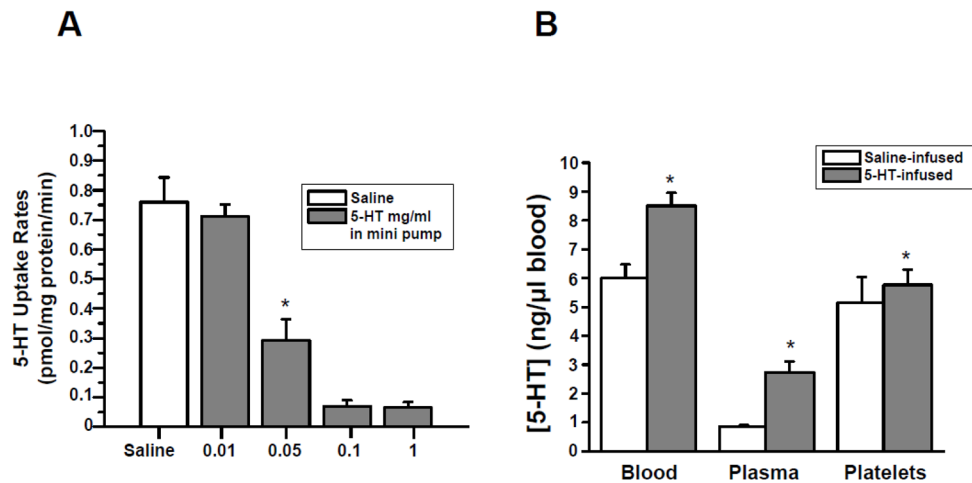 A
5-HT Uptake Rates
(pmol/mg protein/min)
1.0
0.9
0.8
0.7
0.6
0.5
0.4
0.3
0.2
0.1
0
*
Saline
5-HT mg/ml
in mini pump
Saline 0.01 0.05 0.1 1
B
[5-HT] (ng/µl blood)
10
9
8
7
6
5
4
3
2
1
0
*
*
*
Saline-infused
5-HT-infused
Blood Plasma Platelets